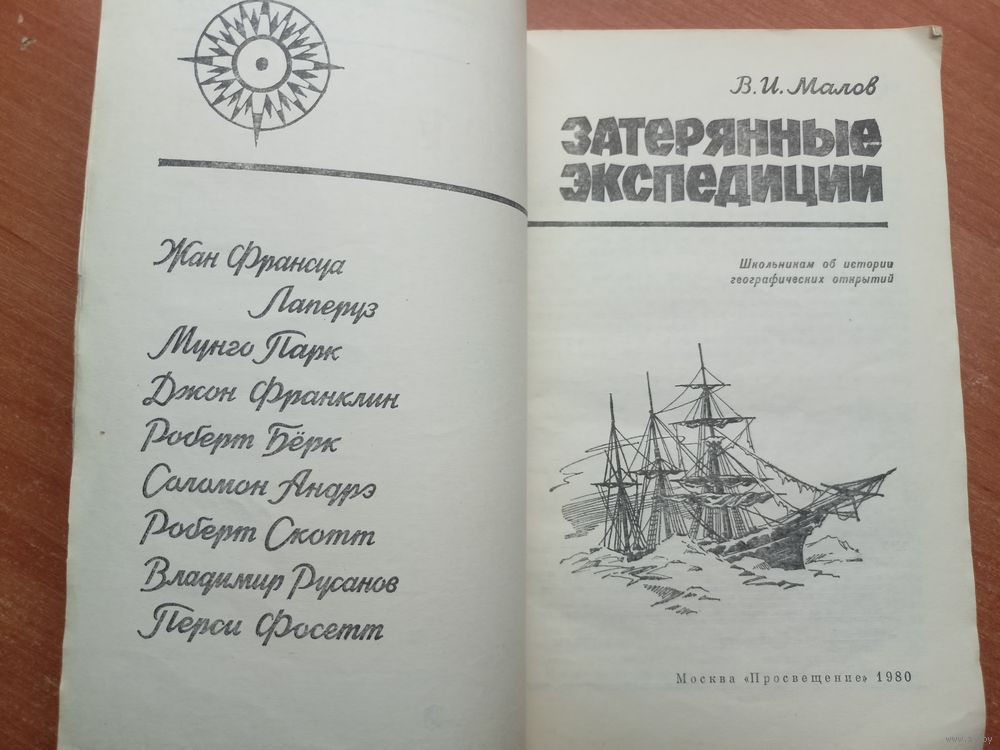 Жан Франсуа
Лаперуз
Мунго Парк
Джон Франклин
Роберт Бёрк
Соломон Андрэ
Роберт Скотт
Владимир Русанов
Перси Фосетт
В. И. Малов
ЗАТЕРЯННЫЕ
ЭКСПЕДИЦИИ
Школьникам об истории
географических открытий
Москва «Просвещение» 1980